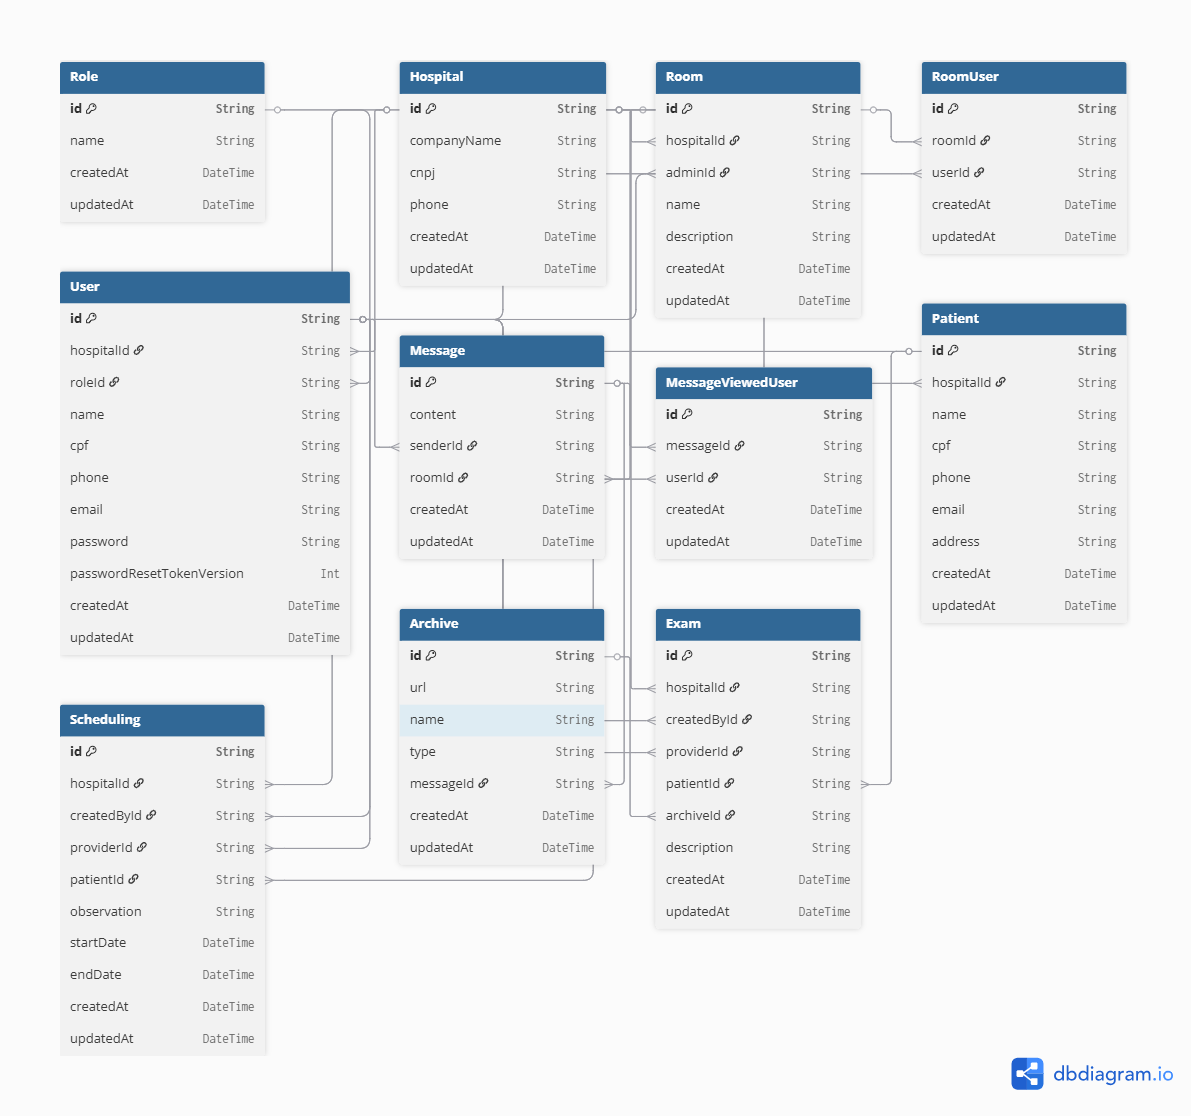 Role
id String
name String
createdAt DateTime
updatedAt DateTime
Hospital
id String
companyName String
cnpj String
phone String
createdAt DateTime
updatedAt DateTime
Room
id String
hospitalId String
adminId String
name String
description String
createdAt DateTime
updatedAt DateTime
RoomUser
id String
roomId String
userId String
createdAt DateTime
updatedAt DateTime
User
id String
hospitalId String
roleId String
name String
cpf String
phone String
email String
password String
passwordResetTokenVersion Int
createdAt DateTime
updatedAt DateTime
Message
id String
content String
senderId String
roomId String
createdAt DateTime
updatedAt DateTime
MessageViewedUser
id String
messageId String
userId String
createdAt DateTime
updatedAt DateTime
Patient
id String
hospitalId String
name String
cpf String
phone String
email String
address String
createdAt DateTime
updatedAt DateTime
Scheduling
id String
hospitalId String
createdById String
providerId String
patientId String
observation String
startDate DateTime
endDate DateTime
createdAt DateTime
updatedAt DateTime
Archive
id String
url String
name String
type String
messageId String
createdAt DateTime
updatedAt DateTime
Exam
id String
hospitalId String
createdById String
providerId String
patientId String
archiveId String
description String
createdAt DateTime
updatedAt DateTime
dbdiagram.io